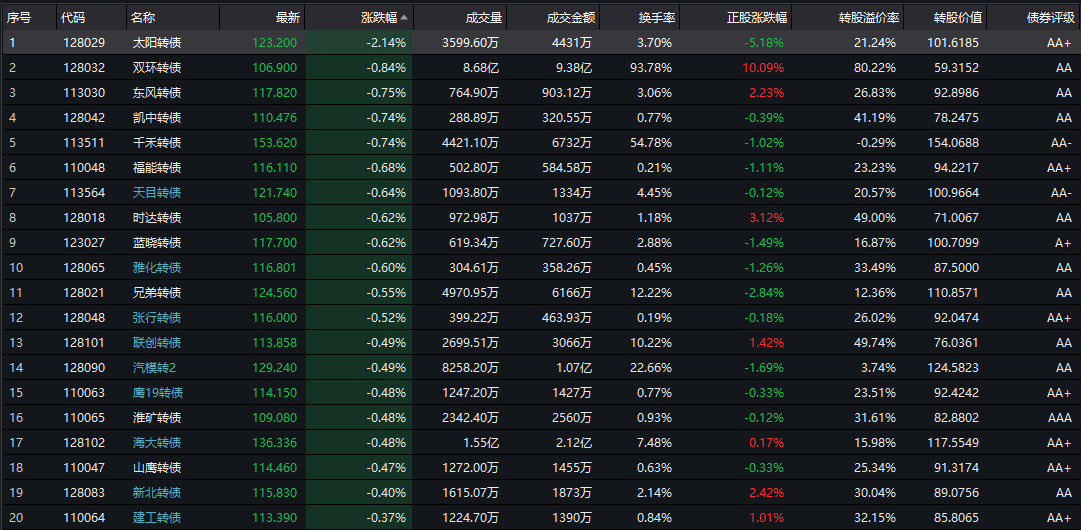 序号 代码 名称 最新 涨跌幅 成交量 成交金额 换手率 正股涨跌幅 转股溢价率 转股价值 债券评级
1 128029 太阳转债 123.200 -2.14% 3599.60万 4431万 3.70% -5.18% 21.24% 101.6185 AA+
2 128032 双环转债 106.900 -0.84% 8.68亿 9.38亿 93.78% 10.09% 80.22% 59.3152 AA
3 113030 东风转债 117.820 -0.75% 764.90万 903.12万 3.06% 2.23% 26.83% 92.8986 AA
4 128042 凯中转债 110.476 -0.74% 288.89万 320.55万 0.77% -0.39% 41.19% 78.2475 AA
5 113511 千禾转债 153.620 -0.74% 4421.10万 6732万 54.78% -1.02% -0.29% 154.0688 AA-
6 110048 福能转债 116.110 -0.68% 502.80万 584.58万 0.21% -1.11% 23.23% 94.2217 AA+
7 113564 天目转债 121.740 -0.64% 1093.80万 1334万 4.45% -0.12% 20.57% 100.9664 AA-
8 128018 时达转债 105.800 -0.62% 972.98万 1037万 1.18% 3.12% 49.00% 71.0067 AA
9 123027 蓝晓转债 117.700 -0.62% 619.34万 727.60万 2.88% -1.49% 16.87% 100.7099 A+
10 128065 雅化转债 116.801 -0.60% 304.61万 358.26万 0.45% -1.26% 33.49% 87.5000 AA
11 128021 兄弟转债 124.560 -0.55% 4970.95万 6166万 12.22% -2.84% 12.36% 110.8571 AA
12 128048 张行转债 116.000 -0.52% 399.22万 463.93万 0.19% -0.18% 26.02% 92.0474 AA+
13 128101 联创转债 113.858 -0.49% 2699.51万 3066万 10.22% 1.42% 49.74% 76.0361 AA
14 128090 汽模转2 129.240 -0.49% 8258.20万 1.07亿 22.66% -1.69% 3.74% 124.5823 AA
15 110063 鹰19转债 114.150 -0.48% 1247.20万 1427万 0.77% -0.33% 23.51% 92.4242 AA+
16 110065 淮矿转债 109.080 -0.48% 2342.40万 2560万 0.93% -0.12% 31.61% 82.8802 AAA
17 128102 海大转债 136.336 -0.48% 1.55亿 2.12亿 7.48% 0.17% 15.98% 117.5549 AA+
18 110047 山鹰转债 114.460 -0.47% 1272.00万 1455万 0.63% -0.33% 25.34% 91.3174 AA+
19 128083 新北转债 115.830 -0.40% 1615.07万 1873万 2.14% 2.42% 30.04% 89.0756 AA
20 110064 建工转债 113.390 -0.37% 1224.70万 1390万 0.84% 1.01% 32.15% 85.8065 AA+